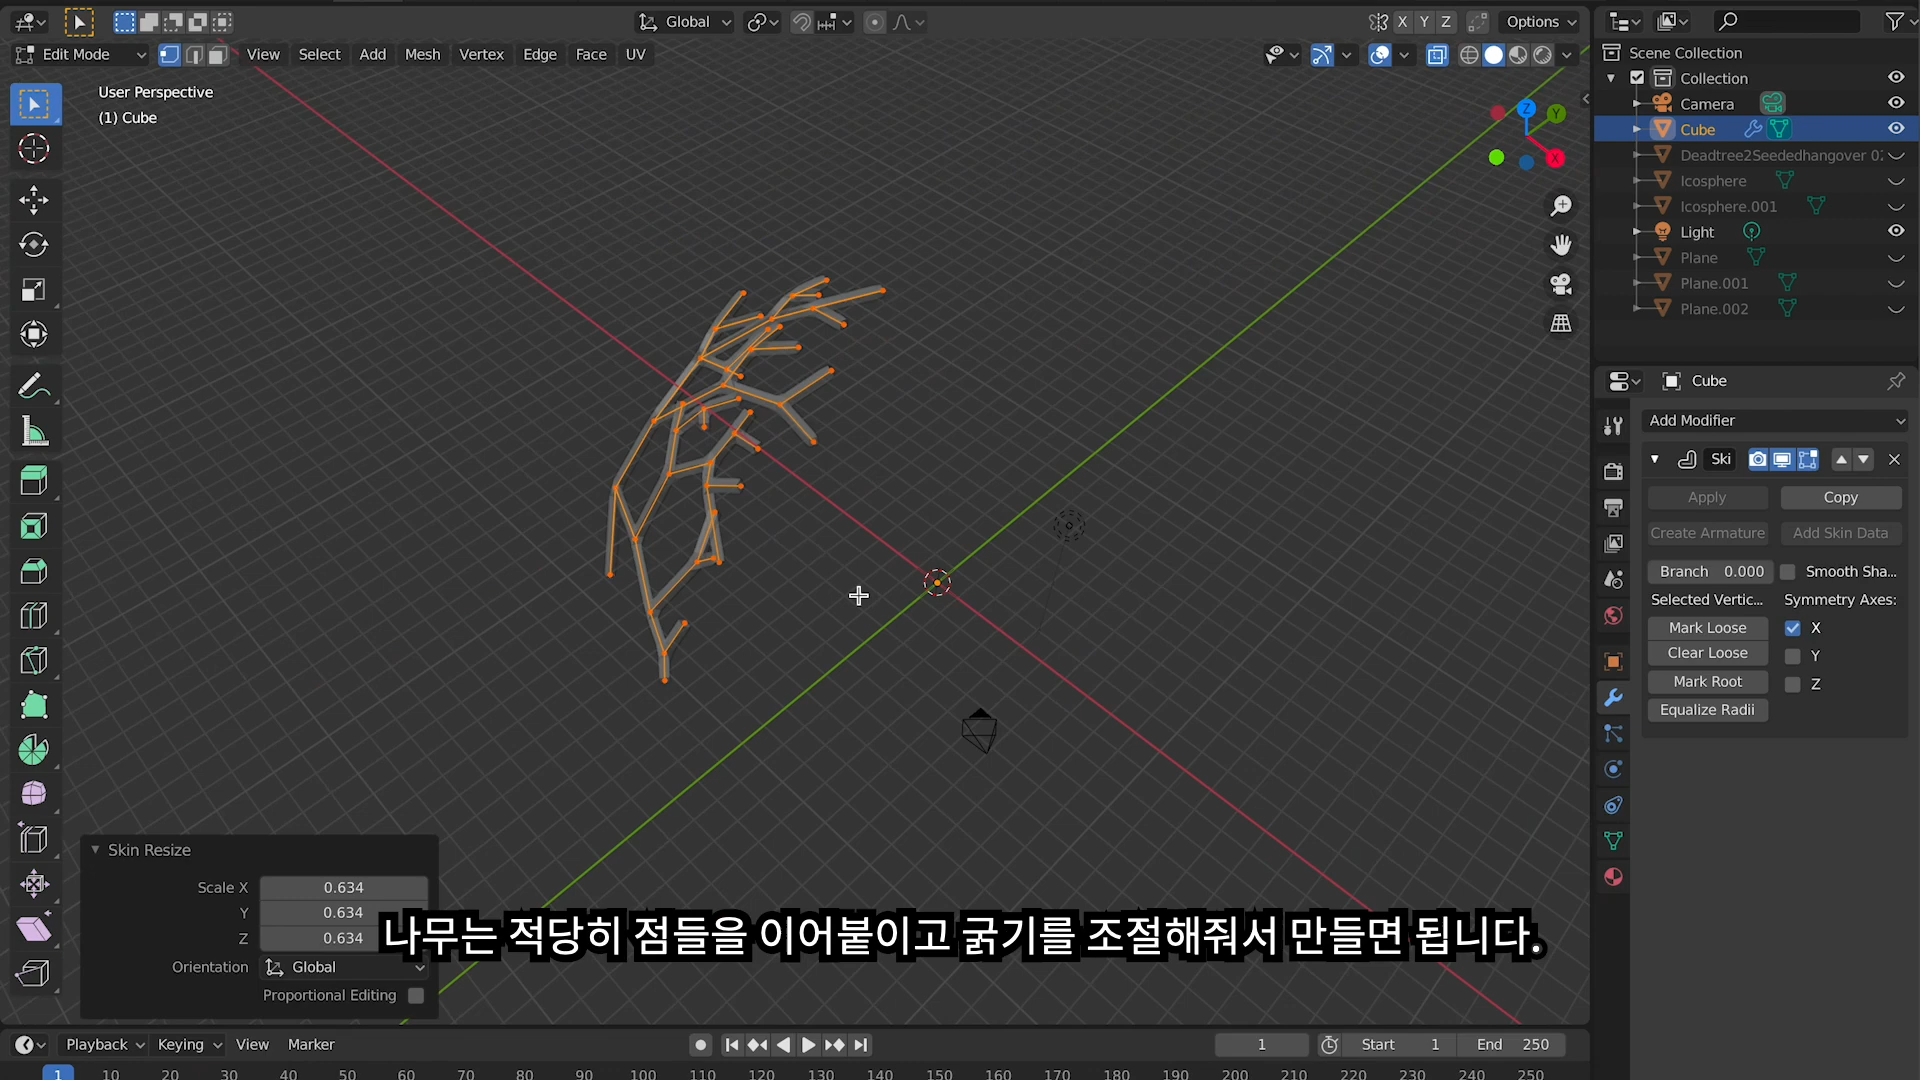 Global
X Y Z
Options
Edit Mode
View Select Add Mesh Vertex Edge Face UV
User Perspective
(1) Cube
Z
Y
X
Scene Collection
Collection
Camera
Cube
Deadtree2Seededhangover 02
Icosphere
Icosphere.001
Light
Plane
Plane.001
Plane.002
Cube
Add Modifier
Ski
Apply
Copy
Create Armature
Add Skin Data
Branch 0.000
Smooth Sha...
Selected Vertic...
Symmetry Axes:
Mark Loose
X
Clear Loose
Y
Mark Root
Z
Equalize Radii
Skin Resize
Scale X 0.634
Y 0.634
Z 0.634
Orientation Global
Proportional Editing
나무는 적당히 점들을 이어붙이고 굵기를 조절해줘서 만들면 됩니다.
Playback Keying View Marker
1
Start 1
End 250
1 10 20 30 40 50 60 70 80 90 100 110 120 130 140 150 160 170 180 190 200 210 220 230 240 250